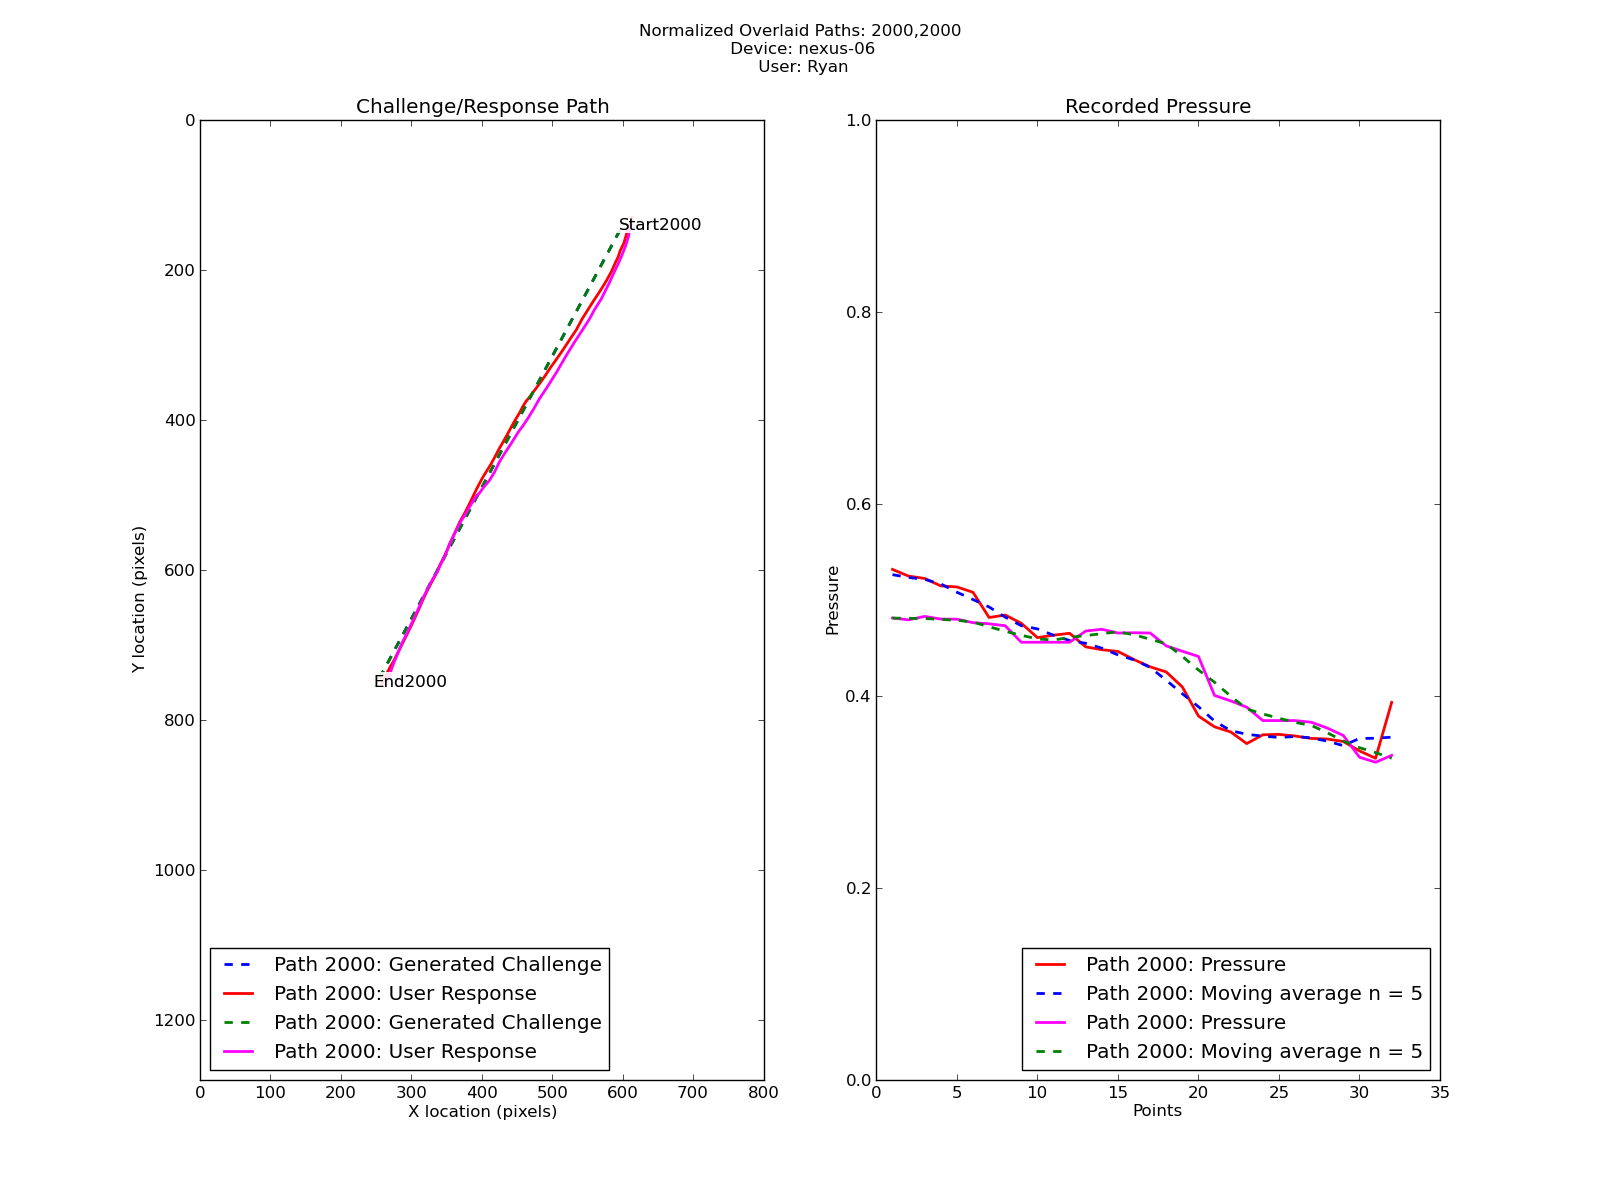 Normalized Overlaid Paths: 2000,2000
Device: nexus-06
User: Ryan
Challenge/Response Path
0
200
400
600
800
1000
1200
Y location (pixels)
Start2000
End2000
Path 2000: Generated Challenge
Path 2000: User Response
Path 2000: Generated Challenge
Path 2000: User Response
0 100 200 300 400 500 600 700 800
X location (pixels)
Recorded Pressure
1.0
0.8
0.6
0.4
0.2
0.0
Pressure
Path 2000: Pressure
Path 2000: Moving average n = 5
Path 2000: Pressure
Path 2000: Moving average n = 5
0 5 10 15 20 25 30 35
Points